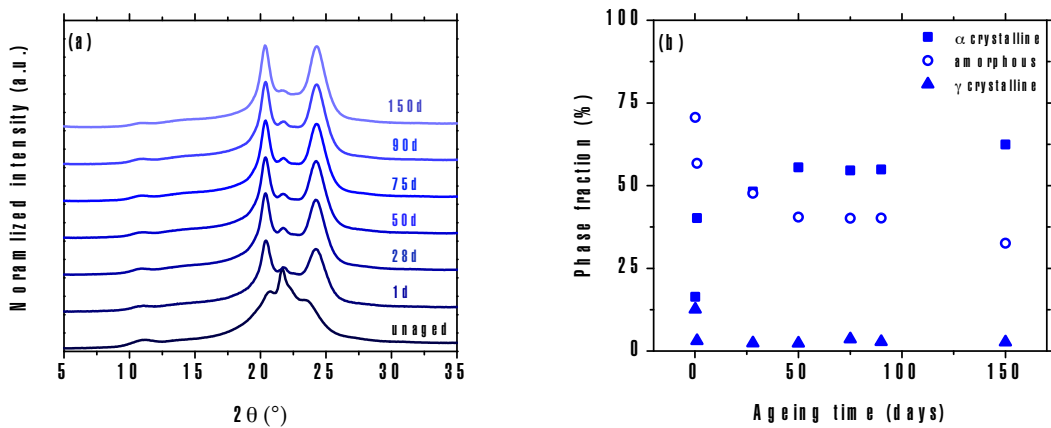 (a)
Noramlized intensity (a.u.)
150d
90d
75d
50d
28d
1d
unaged
5 10 15 20 25 30 35
2θ (°)
(b)
α crystalline
amorphous
γ crystalline
Phase fraction (%)
100
75
50
25
0
0 50 100 150
Ageing time (days)